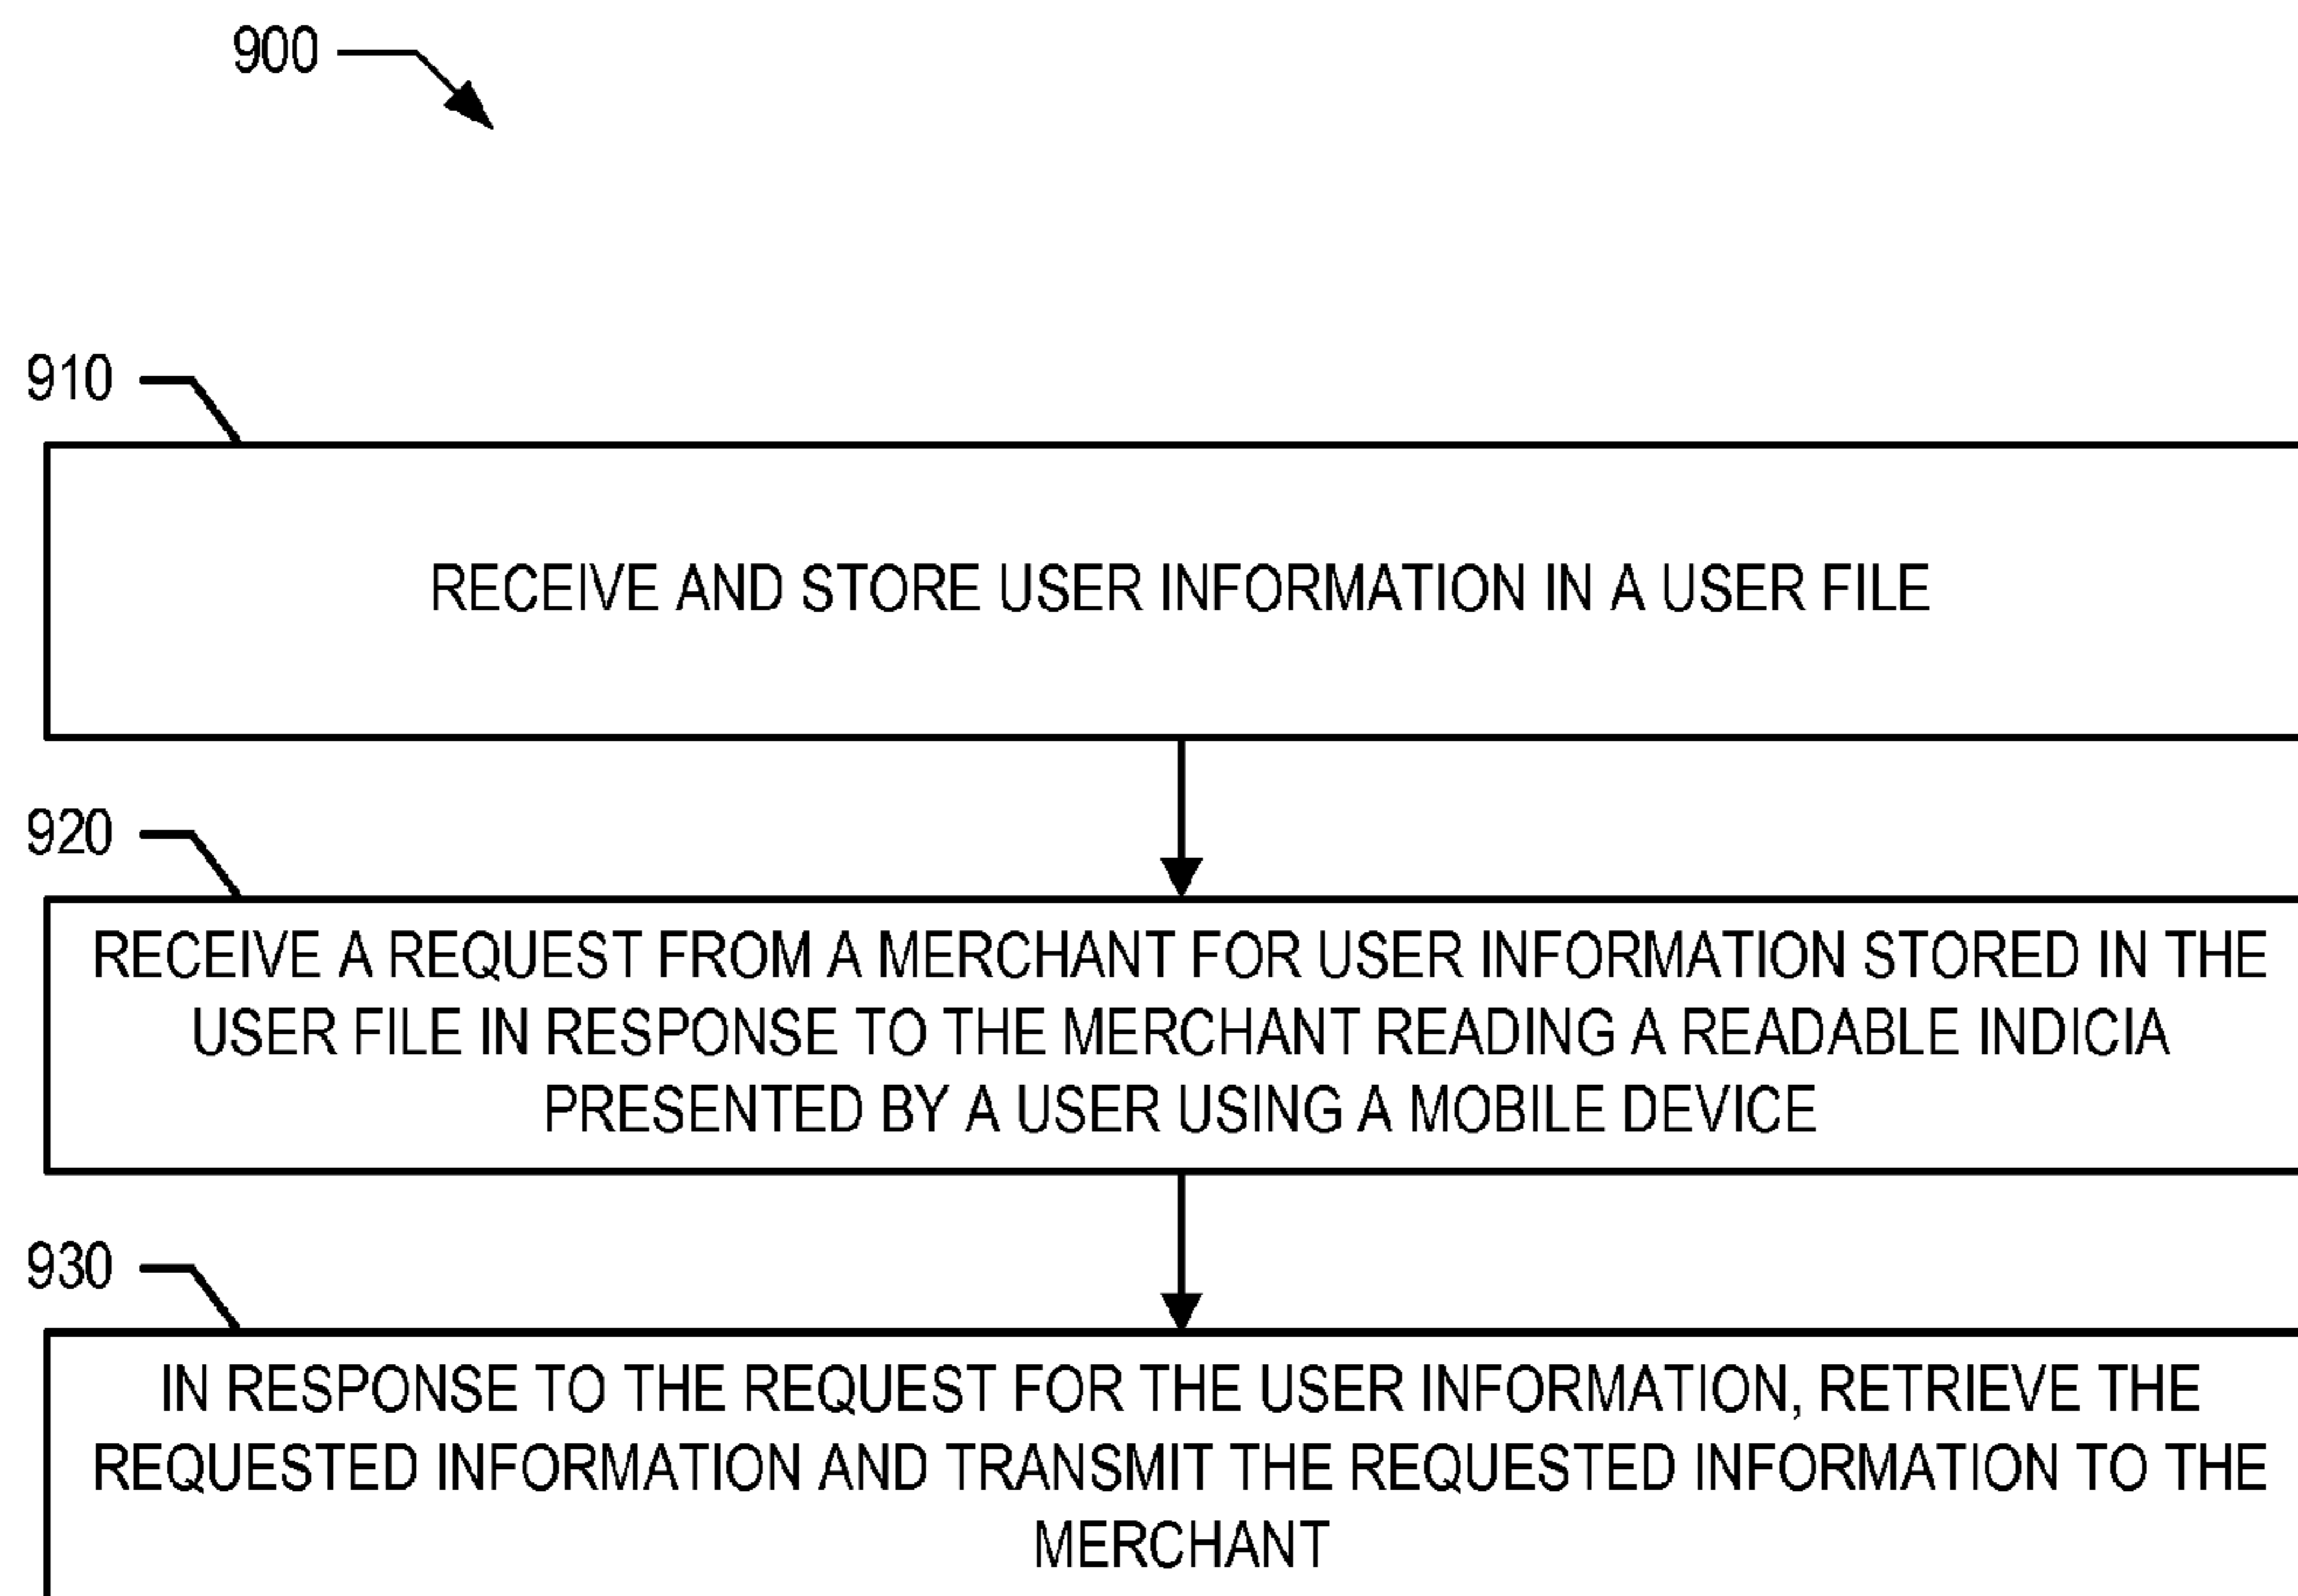 900
910
RECEIVE AND STORE USER INFORMATION IN A USER FILE
920
RECEIVE A REQUEST FROM A MERCHANT FOR USER INFORMATION STORED IN THE
USER FILE IN RESPONSE TO THE MERCHANT READING A READABLE INDICIA
PRESENTED BY A USER USING A MOBILE DEVICE
930
IN RESPONSE TO THE REQUEST FOR THE USER INFORMATION, RETRIEVE THE
REQUESTED INFORMATION AND TRANSMIT THE REQUESTED INFORMATION TO THE
MERCHANT